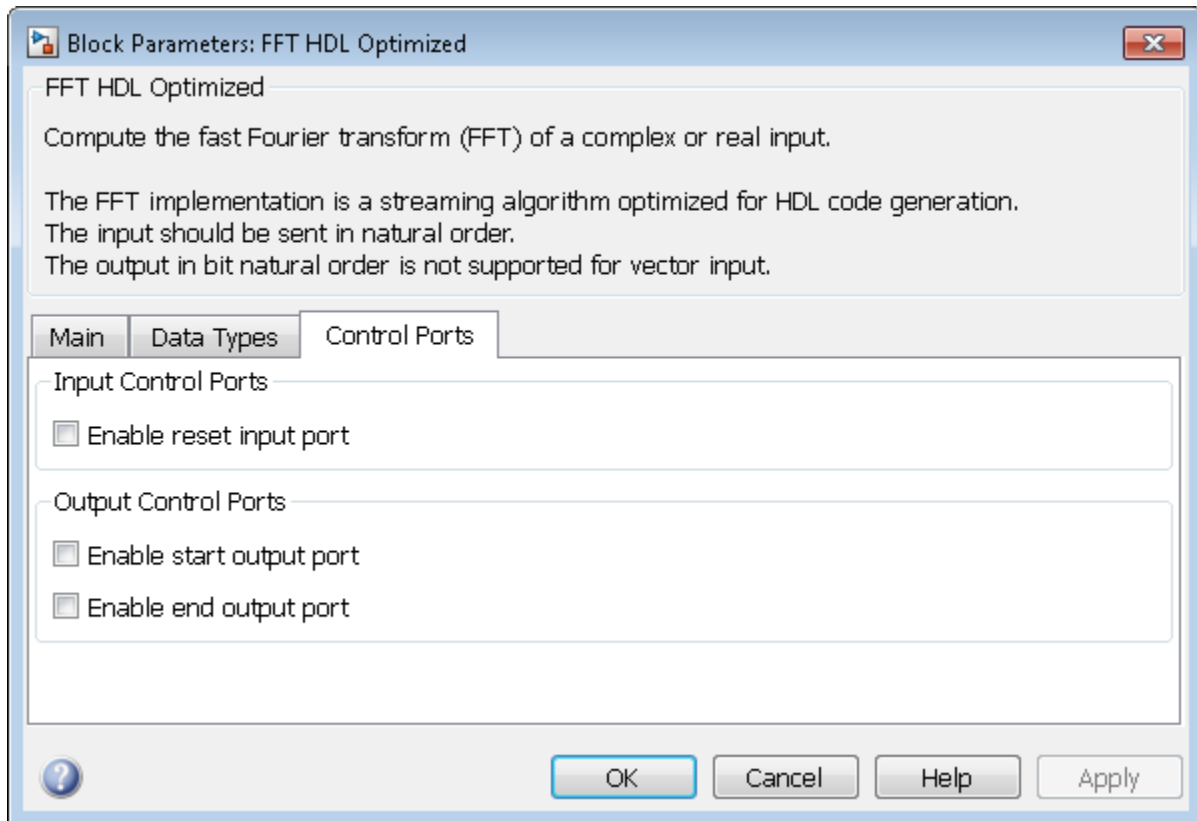 Block Parameters: FFT HDL Optimized
FFT HDL Optimized
Compute the fast Fourier transform (FFT) of a complex or real input.
The FFT implementation is a streaming algorithm optimized for HDL code generation.
The input should be sent in natural order.
The output in bit natural order is not supported for vector input.
Main Data Types Control Ports
Input Control Ports
Enable reset input port
Output Control Ports
Enable start output port
Enable end output port
? OK Cancel Help Apply